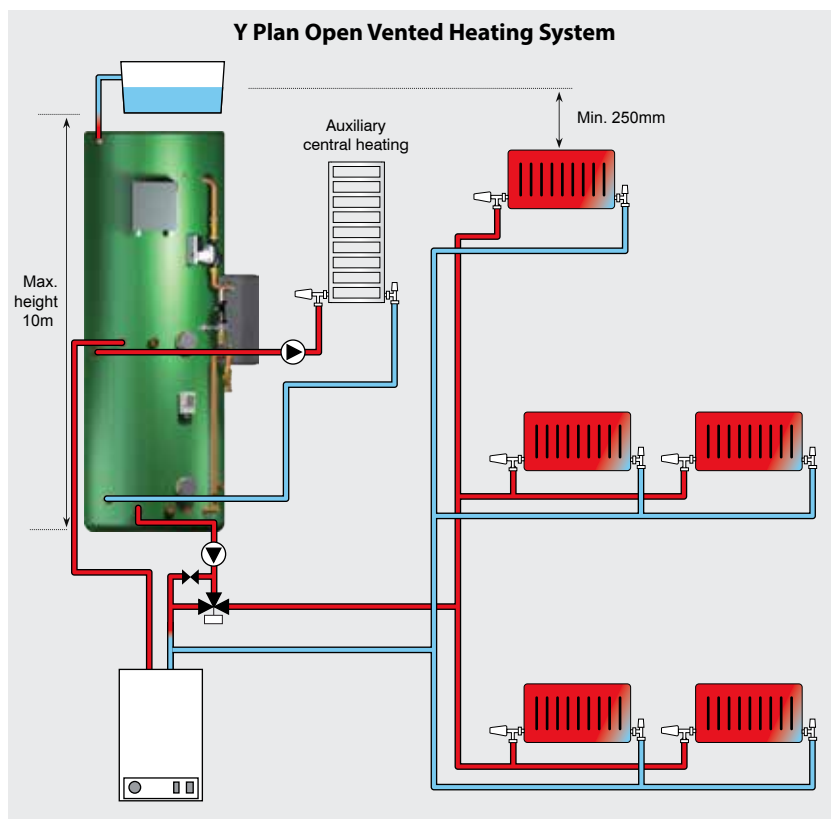 Y Plan Open Vented Heating System
Min. 250mm
Auxiliary
central heating
Max.
height
10m